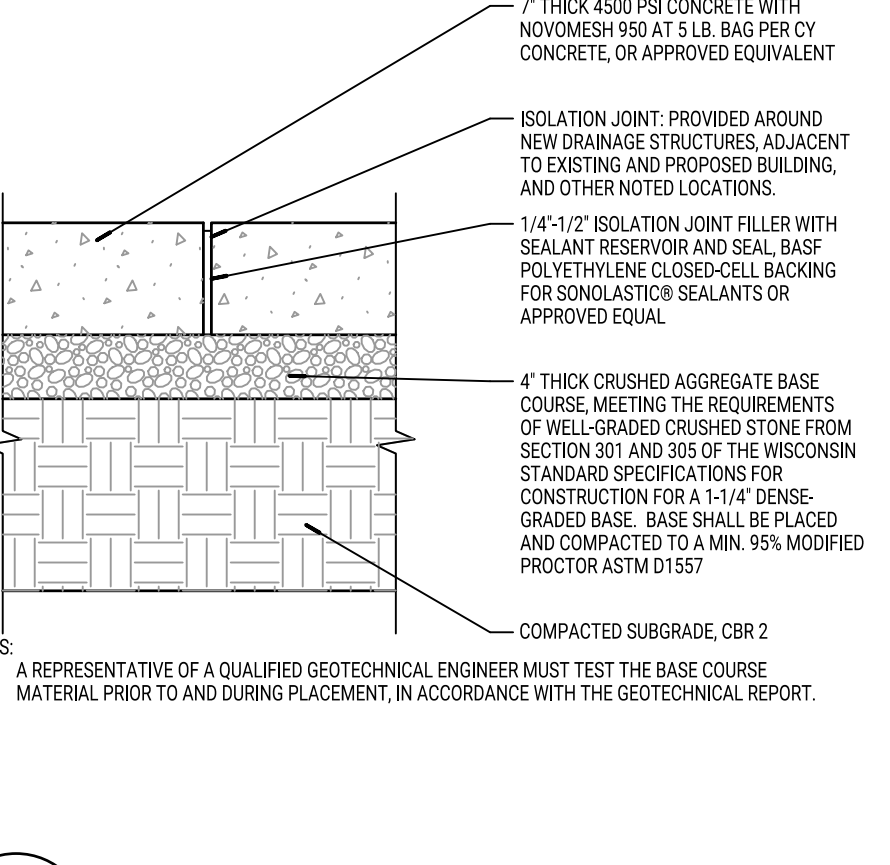 7" THICK 4500 PSI CONCRETE WITH
NOVOMESH 950 AT 5 LB. BAG PER CY
CONCRETE, OR APPROVED EQUIVALENT
ISOLATION JOINT: PROVIDED AROUND
NEW DRAINAGE STRUCTURES, ADJACENT
TO EXISTING AND PROPOSED BUILDING,
AND OTHER NOTED LOCATIONS.
1/4"-1/2" ISOLATION JOINT FILLER WITH
SEALANT RESERVOIR AND SEAL, BASF
POLYETHYLENE CLOSED-CELL BACKING
FOR SONOLASTIC® SEALANTS OR
APPROVED EQUAL
4" THICK CRUSHED AGGREGATE BASE
COURSE, MEETING THE REQUIREMENTS
OF WELL-GRADED CRUSHED STONE FROM
SECTION 301 AND 305 OF THE WISCONSIN
STANDARD SPECIFICATIONS FOR
CONSTRUCTION FOR A 1-1/4" DENSE-
GRADED BASE. BASE SHALL BE PLACED
AND COMPACTED TO A MIN. 95% MODIFIED
PROCTOR ASTM D1557
COMPACTED SUBGRADE, CBR 2
S:
A REPRESENTATIVE OF A QUALIFIED GEOTECHNICAL ENGINEER MUST TEST THE BASE COURSE
MATERIAL PRIOR TO AND DURING PLACEMENT, IN ACCORDANCE WITH THE GEOTECHNICAL REPORT.